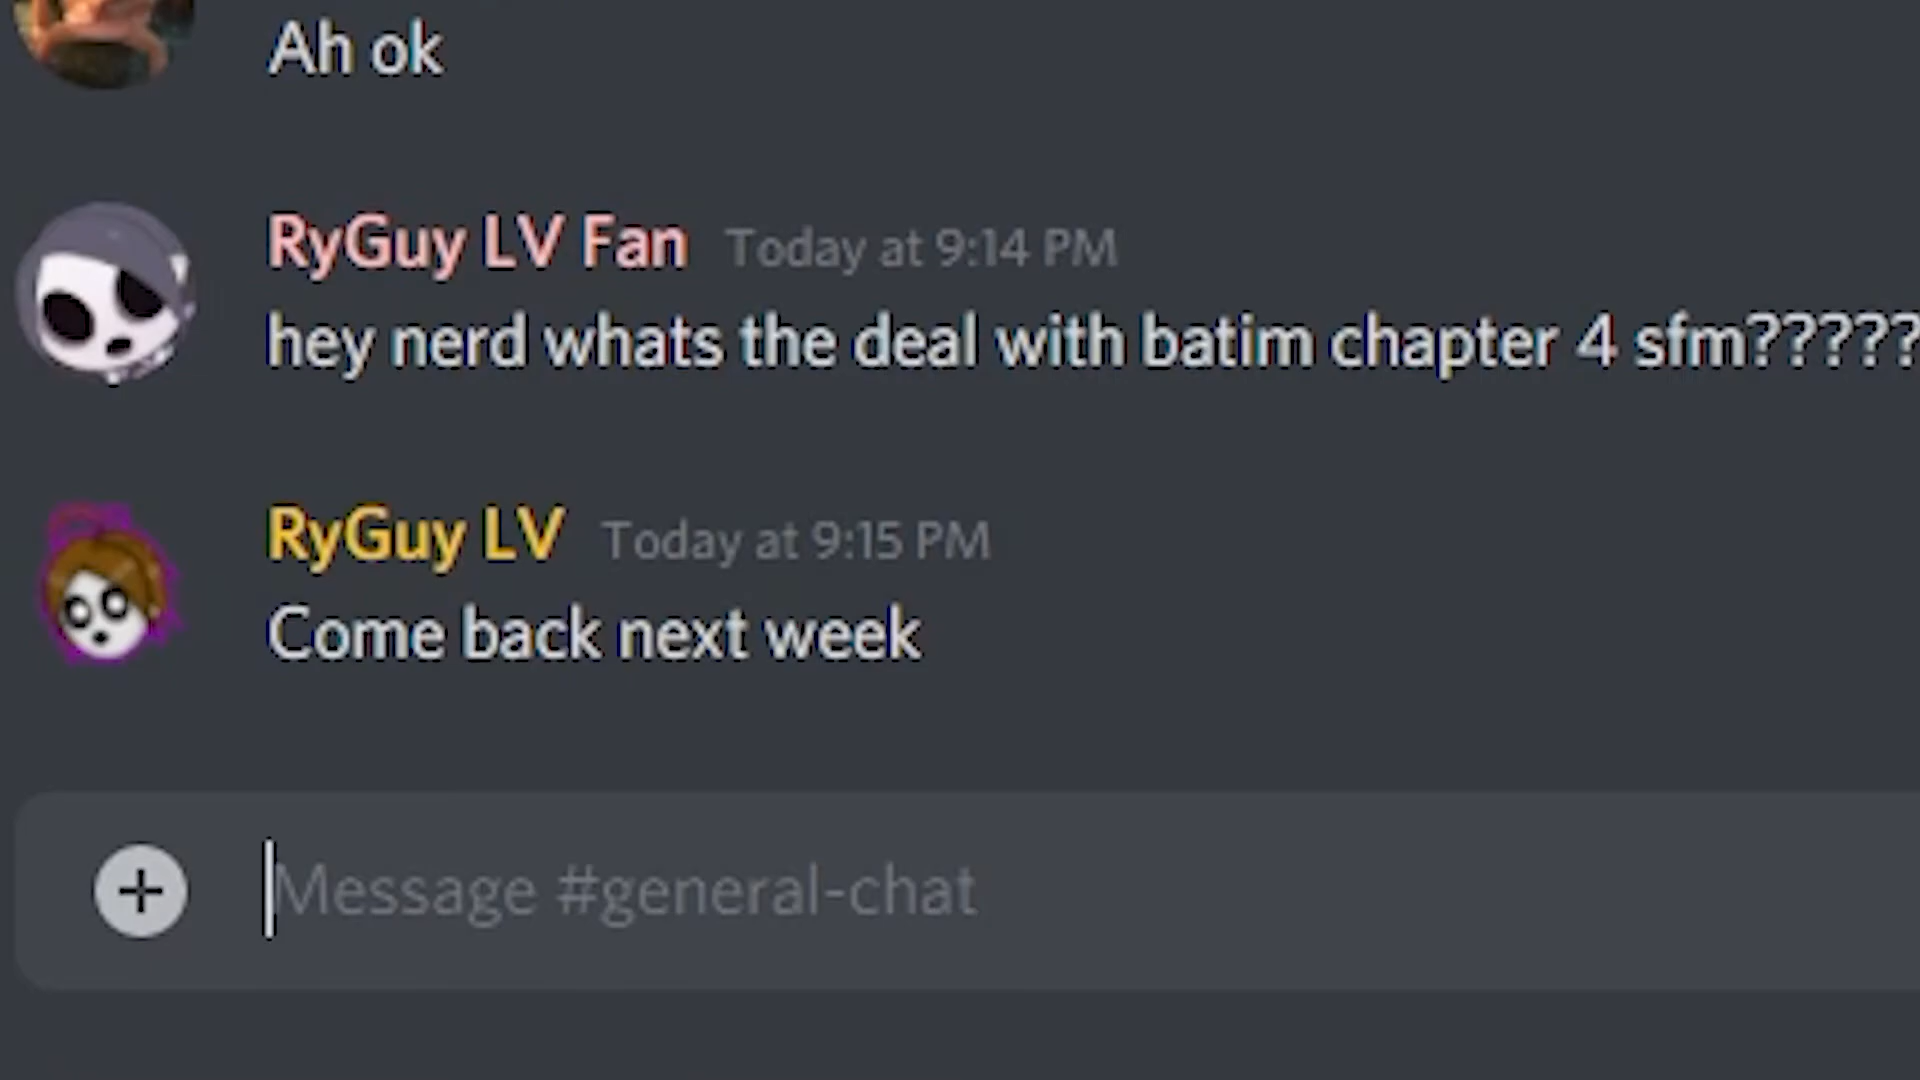 Ah ok
RyGuy LV Fan Today at 9:14 PM
hey nerd whats the deal with batim chapter 4 sfm?????
RyGuy LV Today at 9:15 PM
Come back next week
Message #general-chat